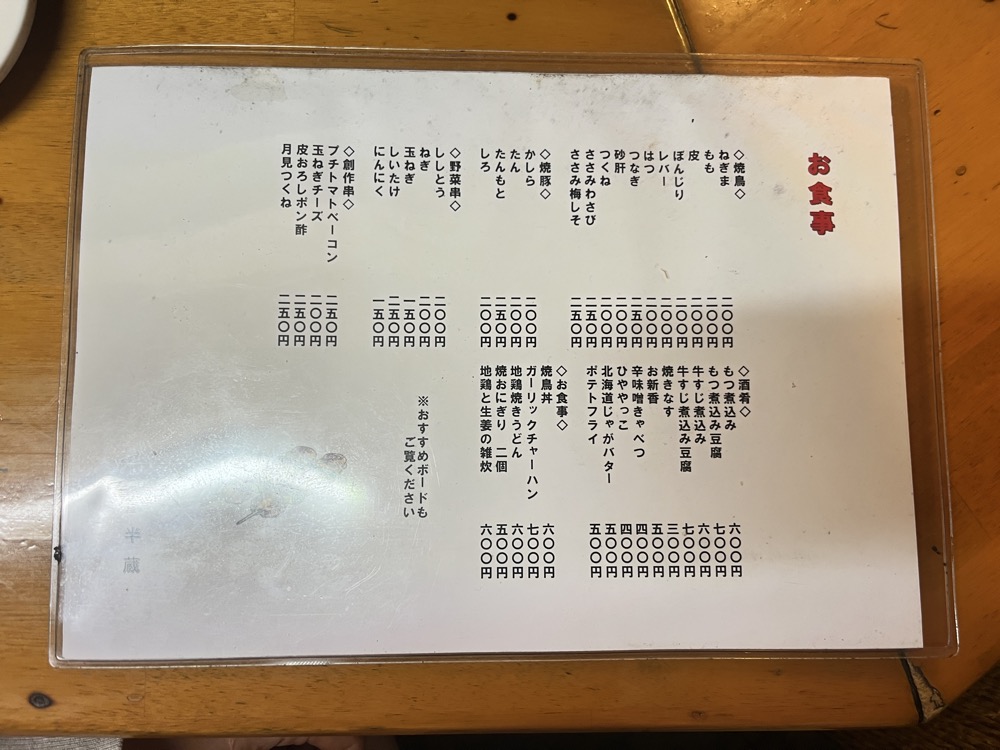 お食事
◇焼鳥◇
ねぎま 二〇〇円
もも 二〇〇円
皮 二〇〇円
ぼんじり 二〇〇円
レバー 二〇〇円
はつ 二〇〇円
つなぎ 二五〇円
砂肝 二〇〇円
つくね 二〇〇円
ささみわさび 二五〇円
ささみ梅しそ 二五〇円
◇焼豚◇
かしら 二〇〇円
たん 二〇〇円
たんもと 二五〇円
しろ 二〇〇円
◇野菜串◇
ししとう 二〇〇円
ねぎ 二〇〇円
玉ねぎ 一五〇円
しいたけ 二五〇円
にんにく 一五〇円
◇創作串◇
プチトマトベーコン 二五〇円
玉ねぎチーズ 二〇〇円
皮おろしポン酢 二五〇円
月見つくね 二五〇円
◇酒肴◇
もつ煮込み 六〇〇円
もつ煮込み豆腐 七〇〇円
牛すじ煮込み 六〇〇円
牛すじ煮込み豆腐 七〇〇円
焼きなす 三〇〇円
お新香 五〇〇円
辛味噌きゃべつ 四〇〇円
ひややっこ 四〇〇円
北海道じゃがバター 五〇〇円
ポテトフライ 五〇〇円
◇お食事◇
焼鳥丼 六〇〇円
ガーリックチャーハン 七〇〇円
地鶏焼きうどん 六〇〇円
焼おにぎり 二個 五〇〇円
地鶏と生姜の雑炊 六〇〇円
※おすすめボードも
ご覧ください
半蔵